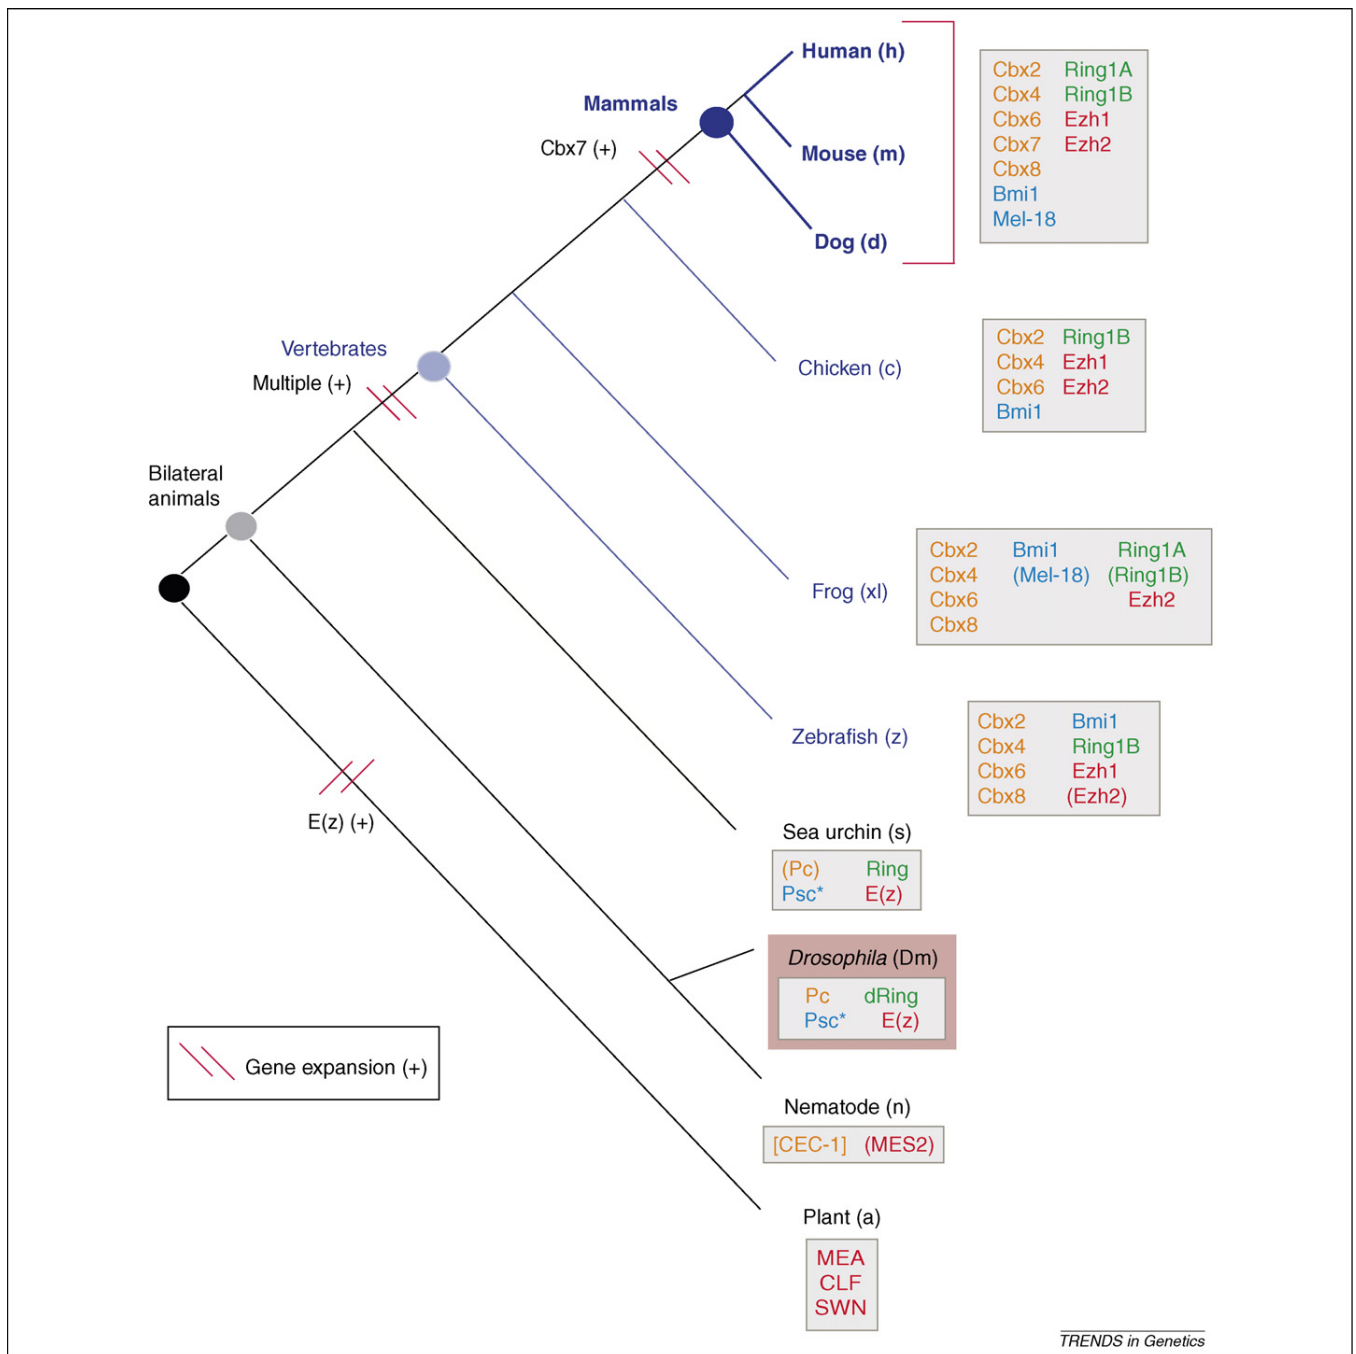 Human (h)
Mammals
Cbx7 (+)
Mouse (m)
Dog (d)
Cbx2 Ring1A
Cbx4 Ring1B
Cbx6 Ezh1
Cbx7 Ezh2
Cbx8
Bmi1
Mel-18
Vertebrates
Multiple (+)
Chicken (c)
Cbx2 Ring1B
Cbx4 Ezh1
Cbx6 Ezh2
Bmi1
Bilateral
animals
Frog (xl)
Cbx2 Bmi1 Ring1A
Cbx4 (Mel-18) (Ring1B)
Cbx6 Ezh2
Cbx8
Zebrafish (z)
Cbx2 Bmi1
Cbx4 Ring1B
Cbx6 Ezh1
Cbx8 (Ezh2)
E(z) (+)
Sea urchin (s)
(Pc) Ring
Psc* E(z)
Drosophila (Dm)
Pc dRing
Psc* E(z)
Gene expansion (+)
Nematode (n)
[CEC-1] (MES2)
Plant (a)
MEA
CLF
SWN
TRENDS in Genetics